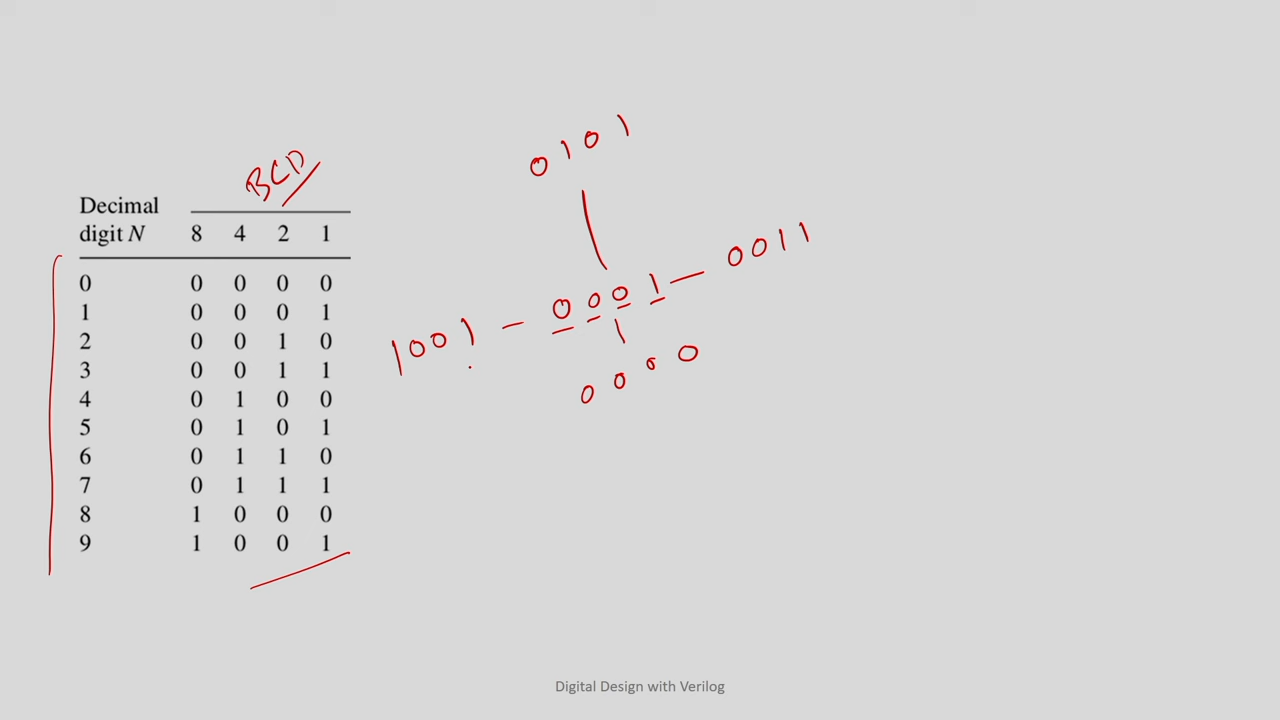 BCD
Decimal
digit N 8 4 2 1
0 0 0 0 0
1 0 0 0 1
2 0 0 1 0
3 0 0 1 1
4 0 1 0 0
5 0 1 0 1
6 0 1 1 0
7 0 1 1 1
8 1 0 0 0
9 1 0 0 1
0101
1001 - 0001 - 0011
0000
Digital Design with Verilog